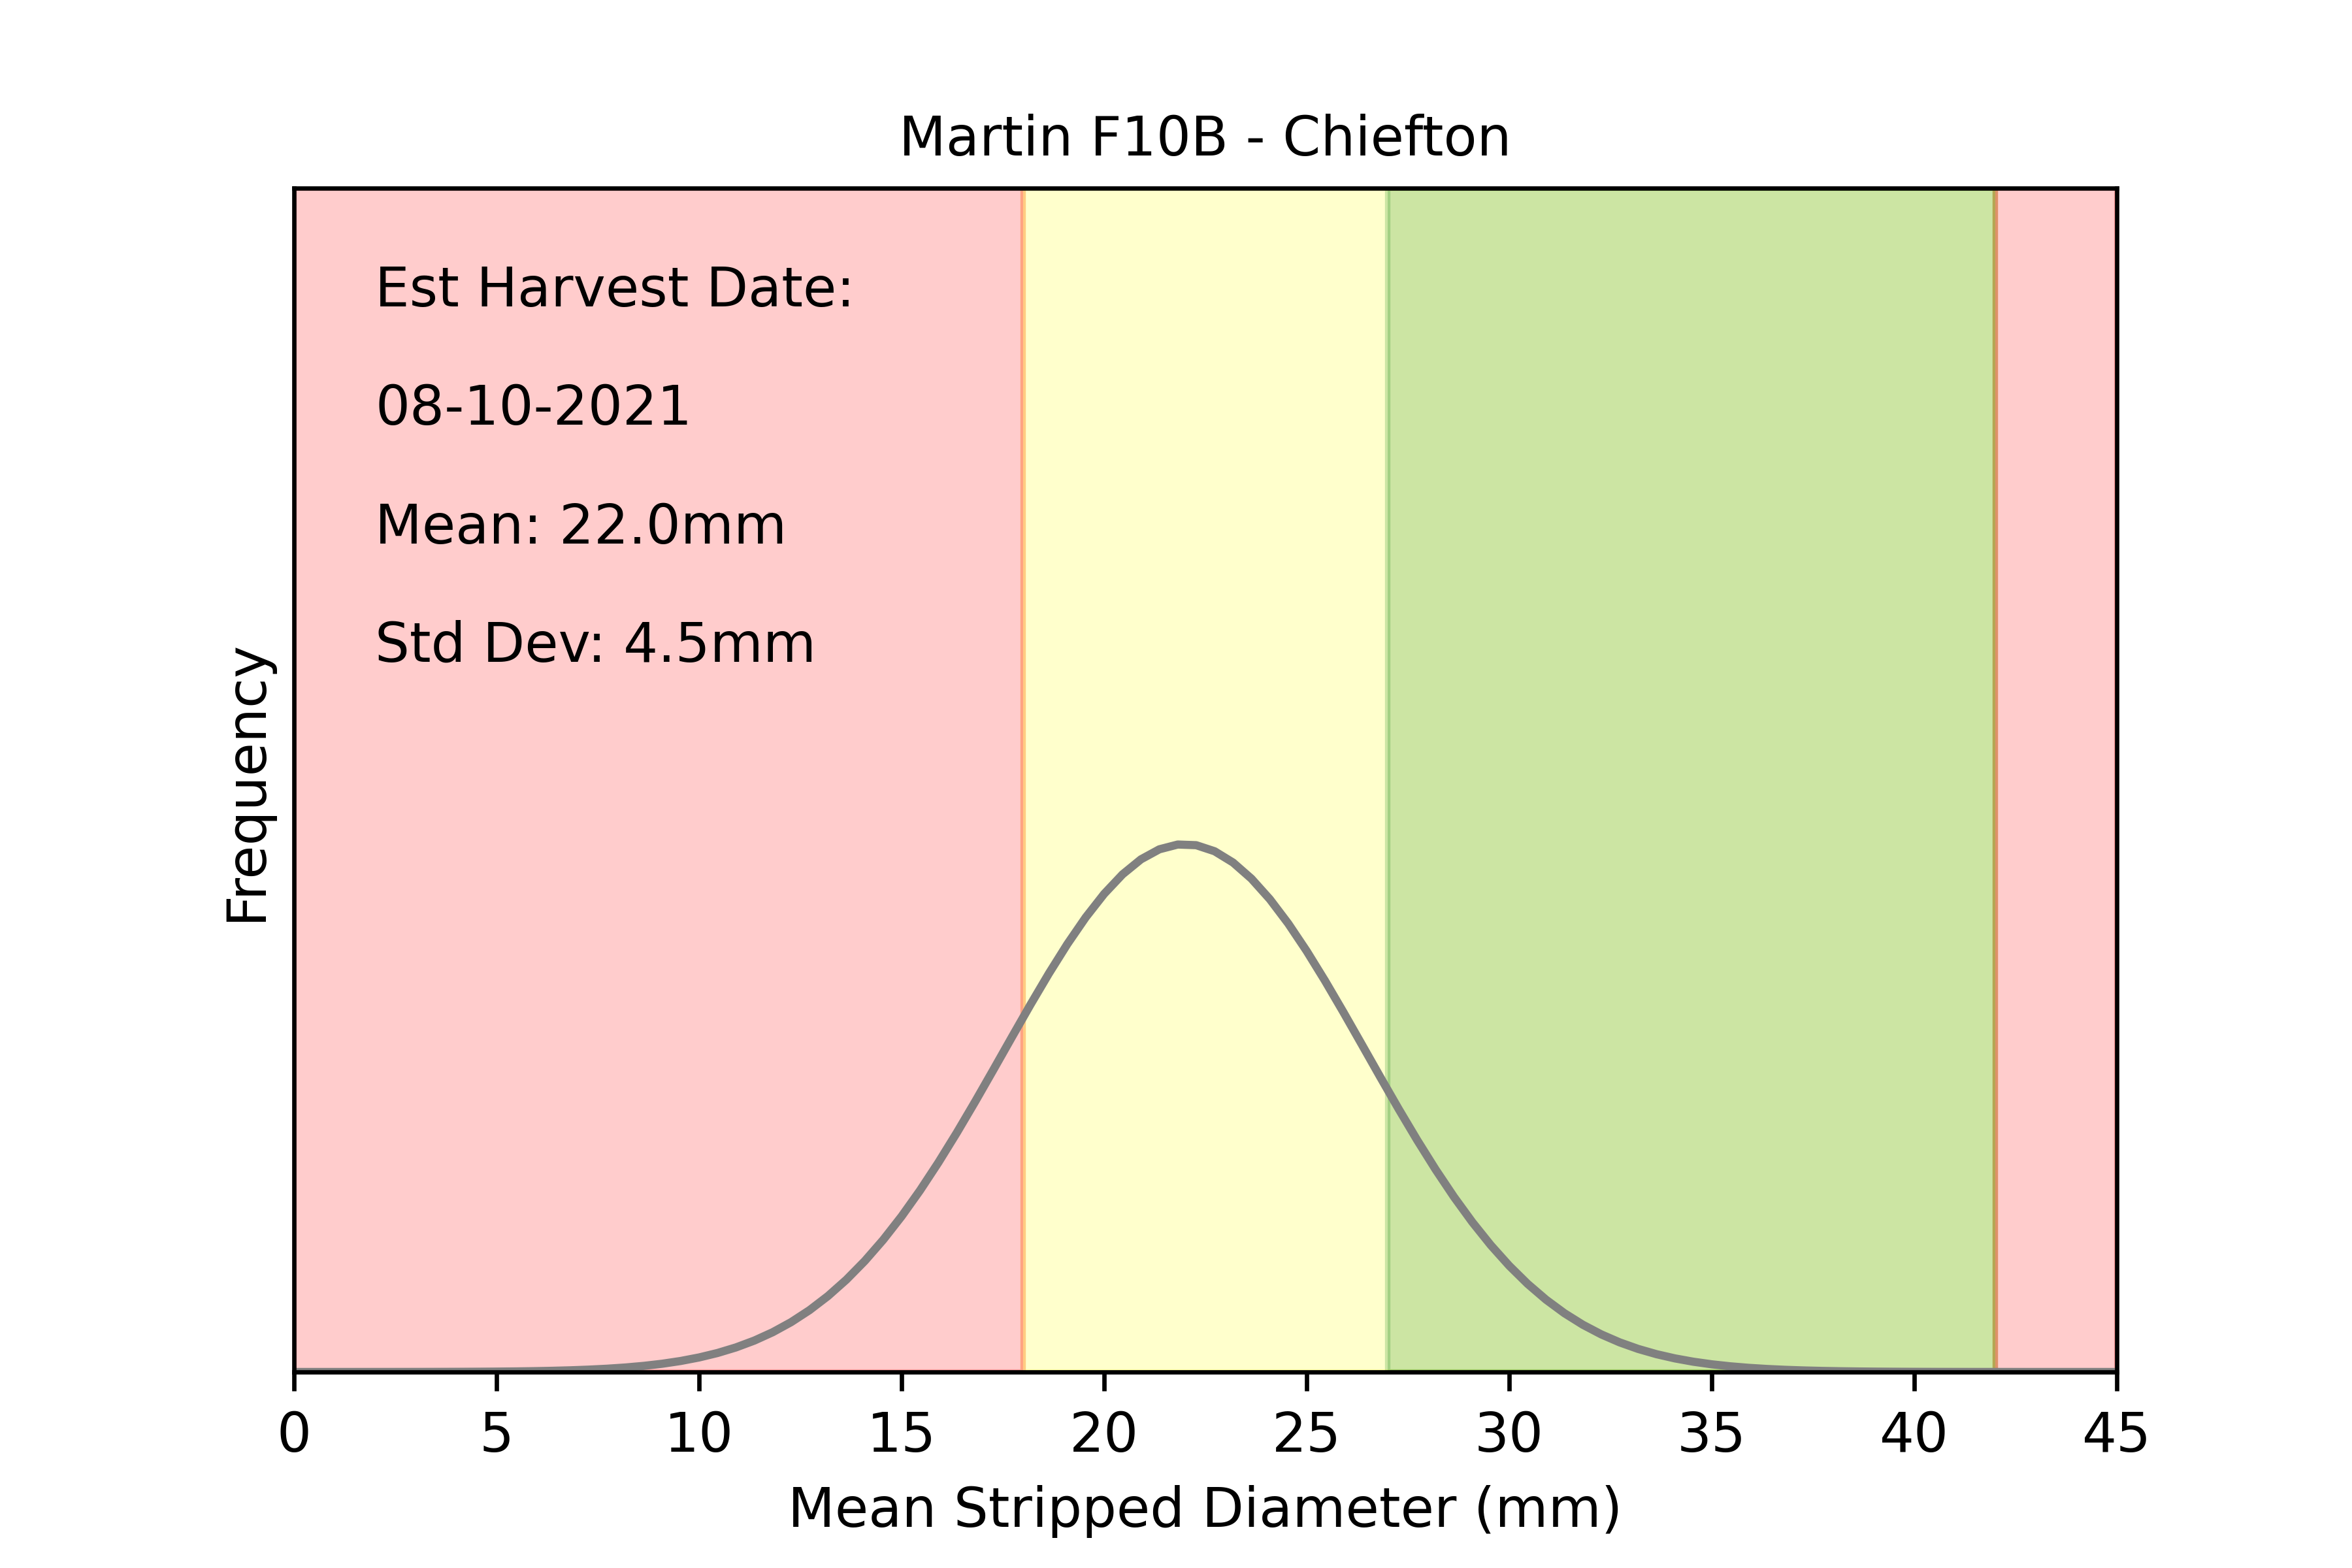 Martin F10B - Chiefton
Est Harvest Date:
08-10-2021
Mean: 22.0mm
Std Dev: 4.5mm
Frequency
0 5 10 15 20 25 30 35 40 45
Mean Stripped Diameter (mm)